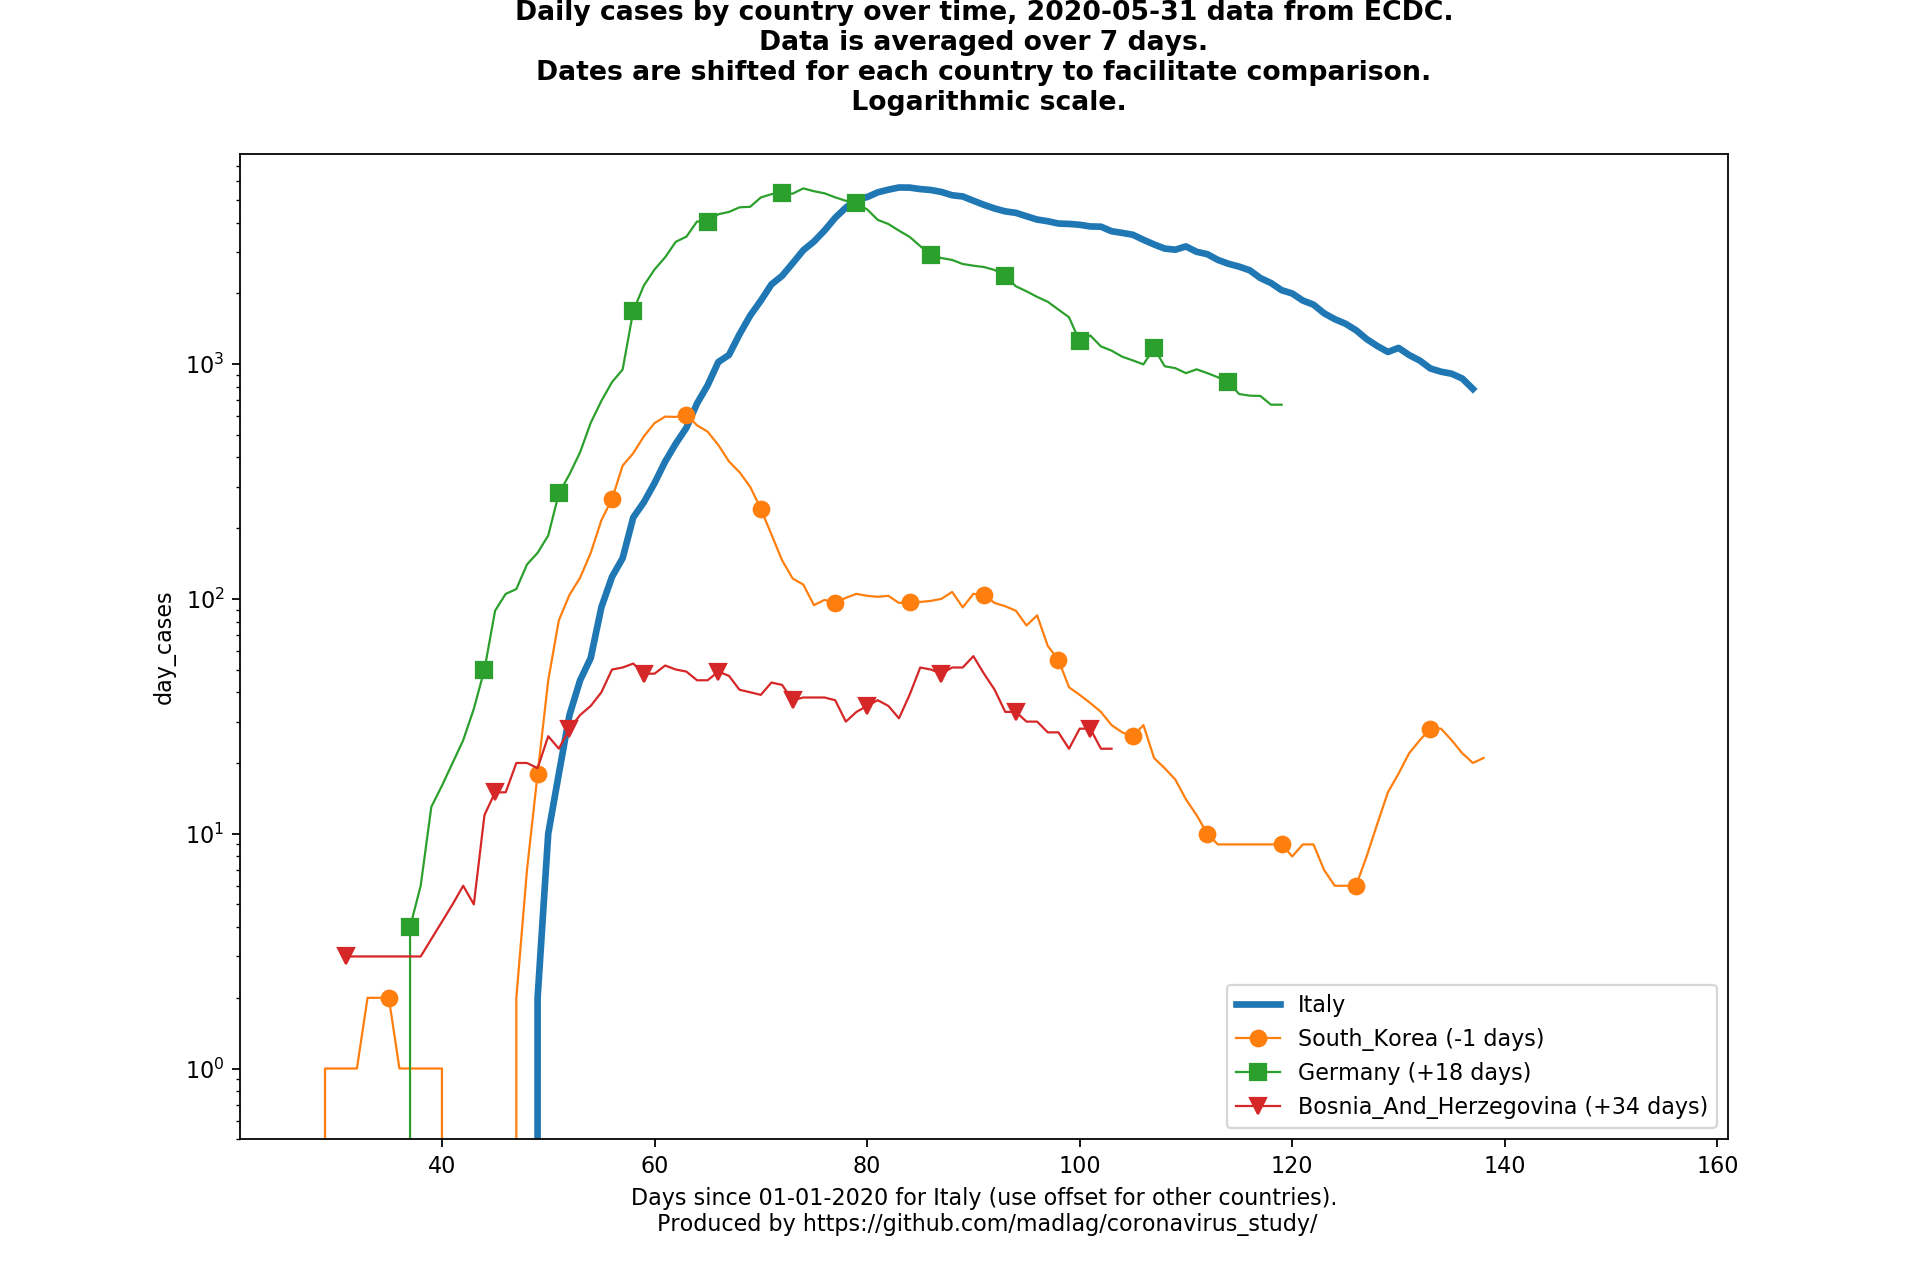 Daily cases by country over time, 2020-05-31 data from ECDC.
Data is averaged over 7 days.
Dates are shifted for each country to facilitate comparison.
Logarithmic scale.
day_cases
10³
10²
10¹
10⁰
Italy
South_Korea (-1 days)
Germany (+18 days)
Bosnia_And_Herzegovina (+34 days)
40 60 80 100 120 140 160
Days since 01-01-2020 for Italy (use offset for other countries).
Produced by https://github.com/madlag/coronavirus_study/